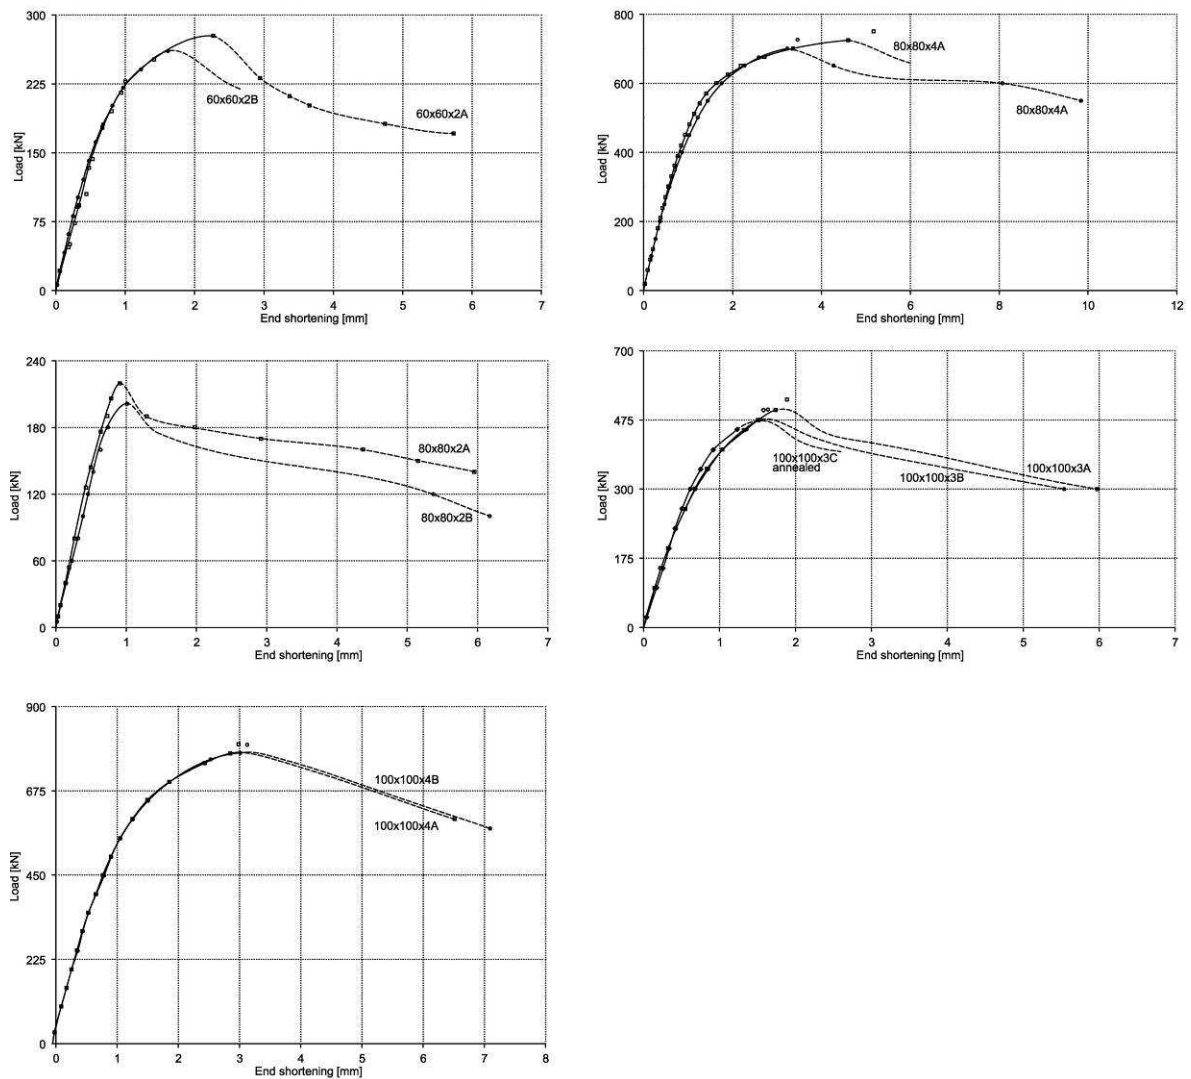 300
225
150
75
0
Load [kN]
60x60x2B
60x60x2A
0 1 2 3 4 5 6 7
End shortening [mm]
800
600
400
200
0
Load [kN]
80x80x4A
80x80x4A
0 2 4 6 8 10 12
End shortening [mm]
240
180
120
60
0
Load [kN]
80x80x2A
80x80x2B
0 1 2 3 4 5 6 7
End shortening [mm]
700
475
300
175
0
Load [kN]
100x100x3C
annealed
100x100x3A
100x100x3B
0 1 2 3 4 5 6 7
End shortening [mm]
900
675
450
225
0
Load [kN]
100x100x4B
100x100x4A
0 1 2 3 4 5 6 7 8
End shortening [mm]